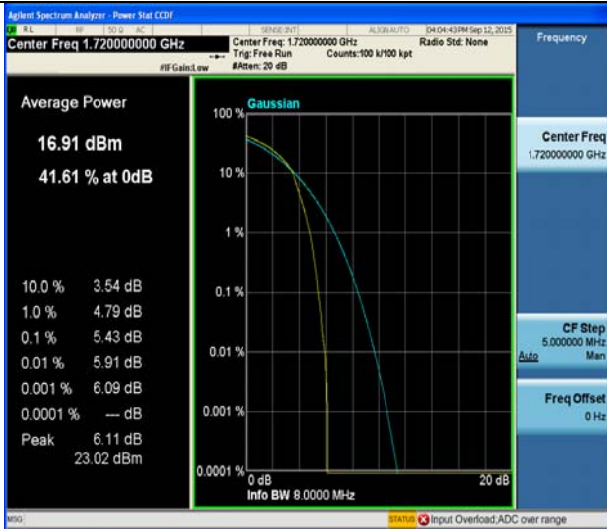 Agilent Spectrum Analyzer - Power Stat CCDF
RL RF 50 Ω AC SENSE:INT ALIGNAUTO 04:04:43PM Sep 12, 2015
Center Freq 1.720000000 GHz
Center Freq: 1.720000000 GHz Radio Std: None
Trig: Free Run Counts:100 k/100 kpt
#IFGain:Low #Atten: 20 dB
Frequency
Average Power
16.91 dBm
41.61 % at 0dB
10.0 % 3.54 dB
1.0 % 4.79 dB
0.1 % 5.43 dB
0.01 % 5.91 dB
0.001 % 6.09 dB
0.0001 % --- dB
Peak 6.11 dB
23.02 dBm
Gaussian
100 %
10 %
1 %
0.1 %
0.01 %
0.001 %
0.0001 %
0 dB 20 dB
Info BW 8.0000 MHz
Center Freq
1.720000000 GHz
CF Step
5.000000 MHz
Auto Man
Freq Offset
0 Hz
MSG STATUS Input Overload;ADC over range